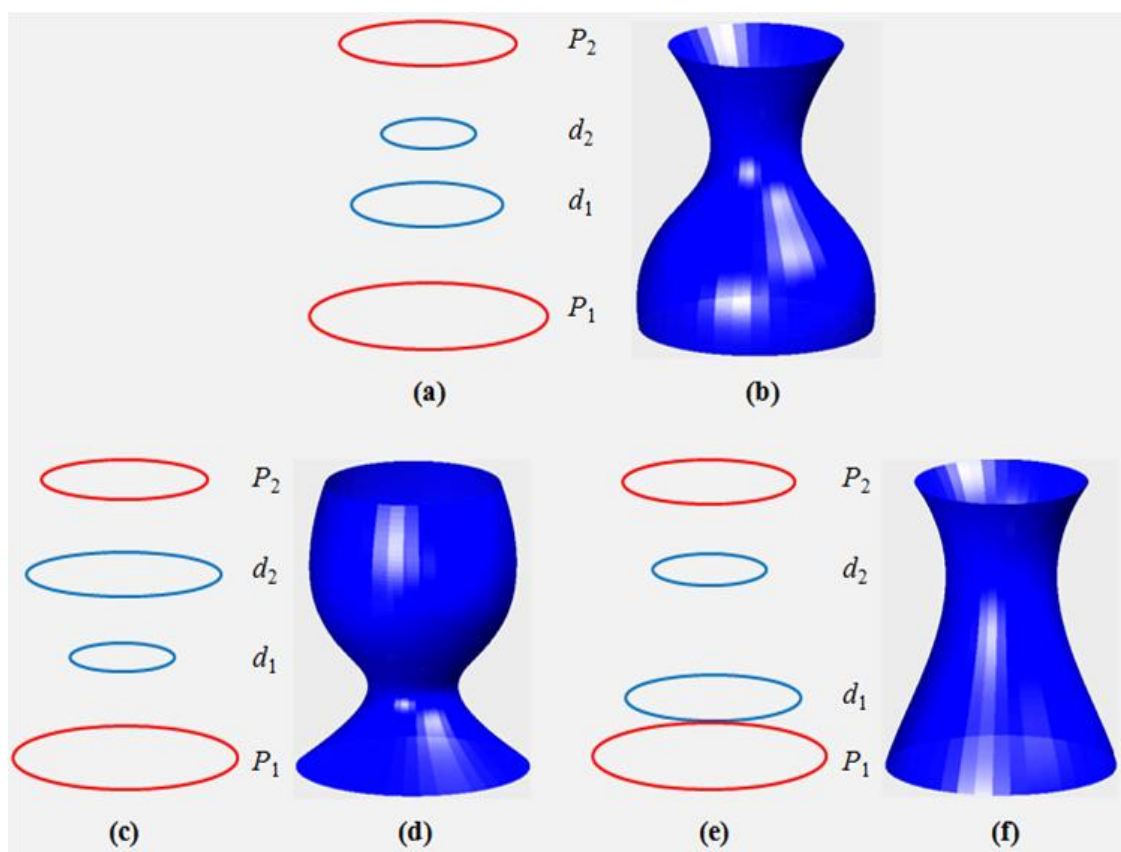 P₂
d₂
d₁
P₁
(a) (b)
P₂
d₂
d₁
P₁
P₂
d₂
d₁
P₁
(c) (d) (e) (f)